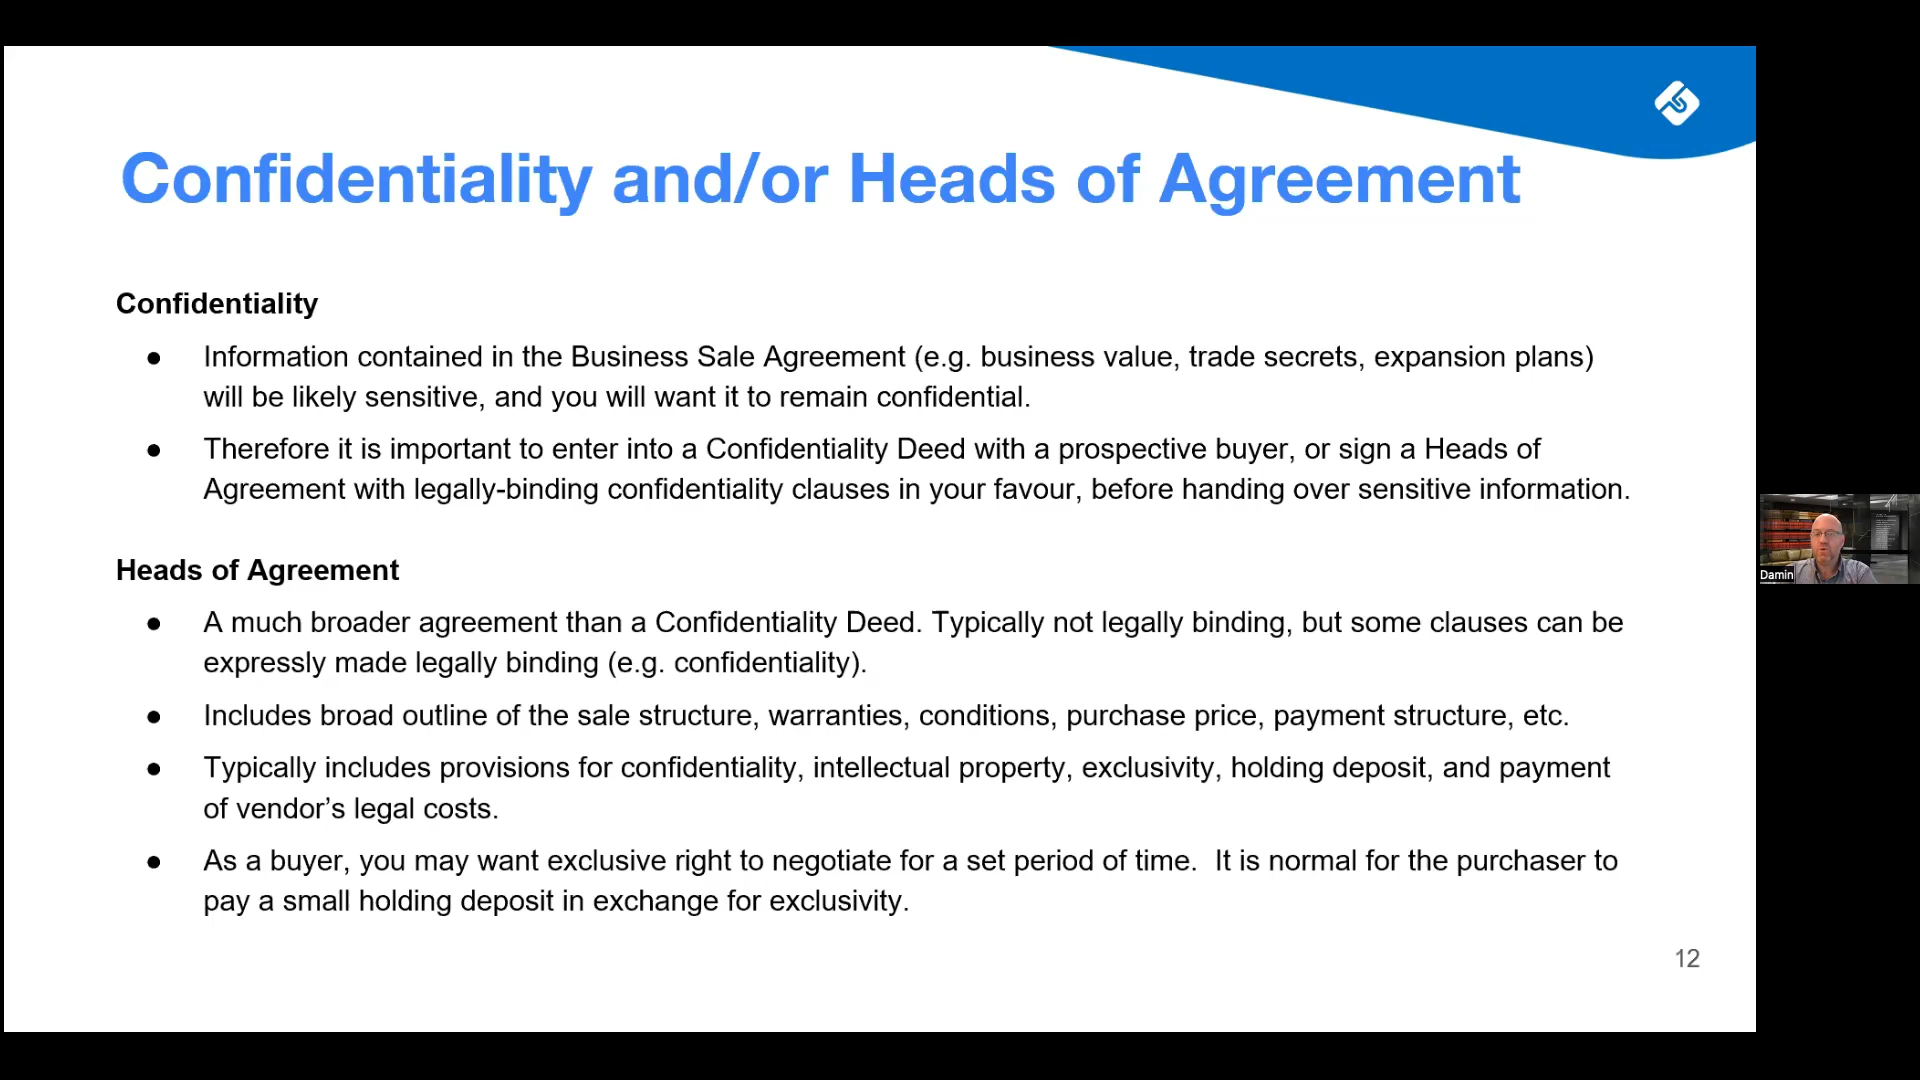 Confidentiality and/or Heads of Agreement
Confidentiality
● Information contained in the Business Sale Agreement (e.g. business value, trade secrets, expansion plans)
will be likely sensitive, and you will want it to remain confidential.
● Therefore it is important to enter into a Confidentiality Deed with a prospective buyer, or sign a Heads of
Agreement with legally-binding confidentiality clauses in your favour, before handing over sensitive information.
Heads of Agreement
● A much broader agreement than a Confidentiality Deed. Typically not legally binding, but some clauses can be
expressly made legally binding (e.g. confidentiality).
● Includes broad outline of the sale structure, warranties, conditions, purchase price, payment structure, etc.
● Typically includes provisions for confidentiality, intellectual property, exclusivity, holding deposit, and payment
of vendor’s legal costs.
● As a buyer, you may want exclusive right to negotiate for a set period of time.  It is normal for the purchaser to
pay a small holding deposit in exchange for exclusivity.
12
Damin